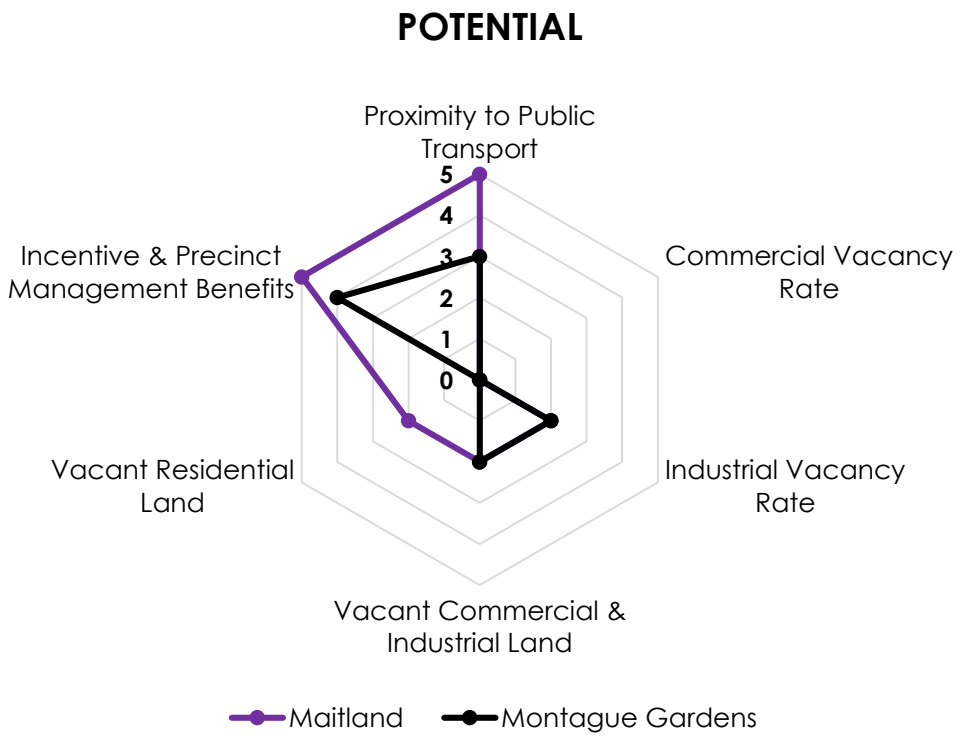 POTENTIAL
Proximity to Public
Transport
5
4
3
2
1
0
Commercial Vacancy
Rate
Industrial Vacancy
Rate
Vacant Commercial &
Industrial Land
Vacant Residential
Land
Incentive & Precinct
Management Benefits
Maitland
Montague Gardens